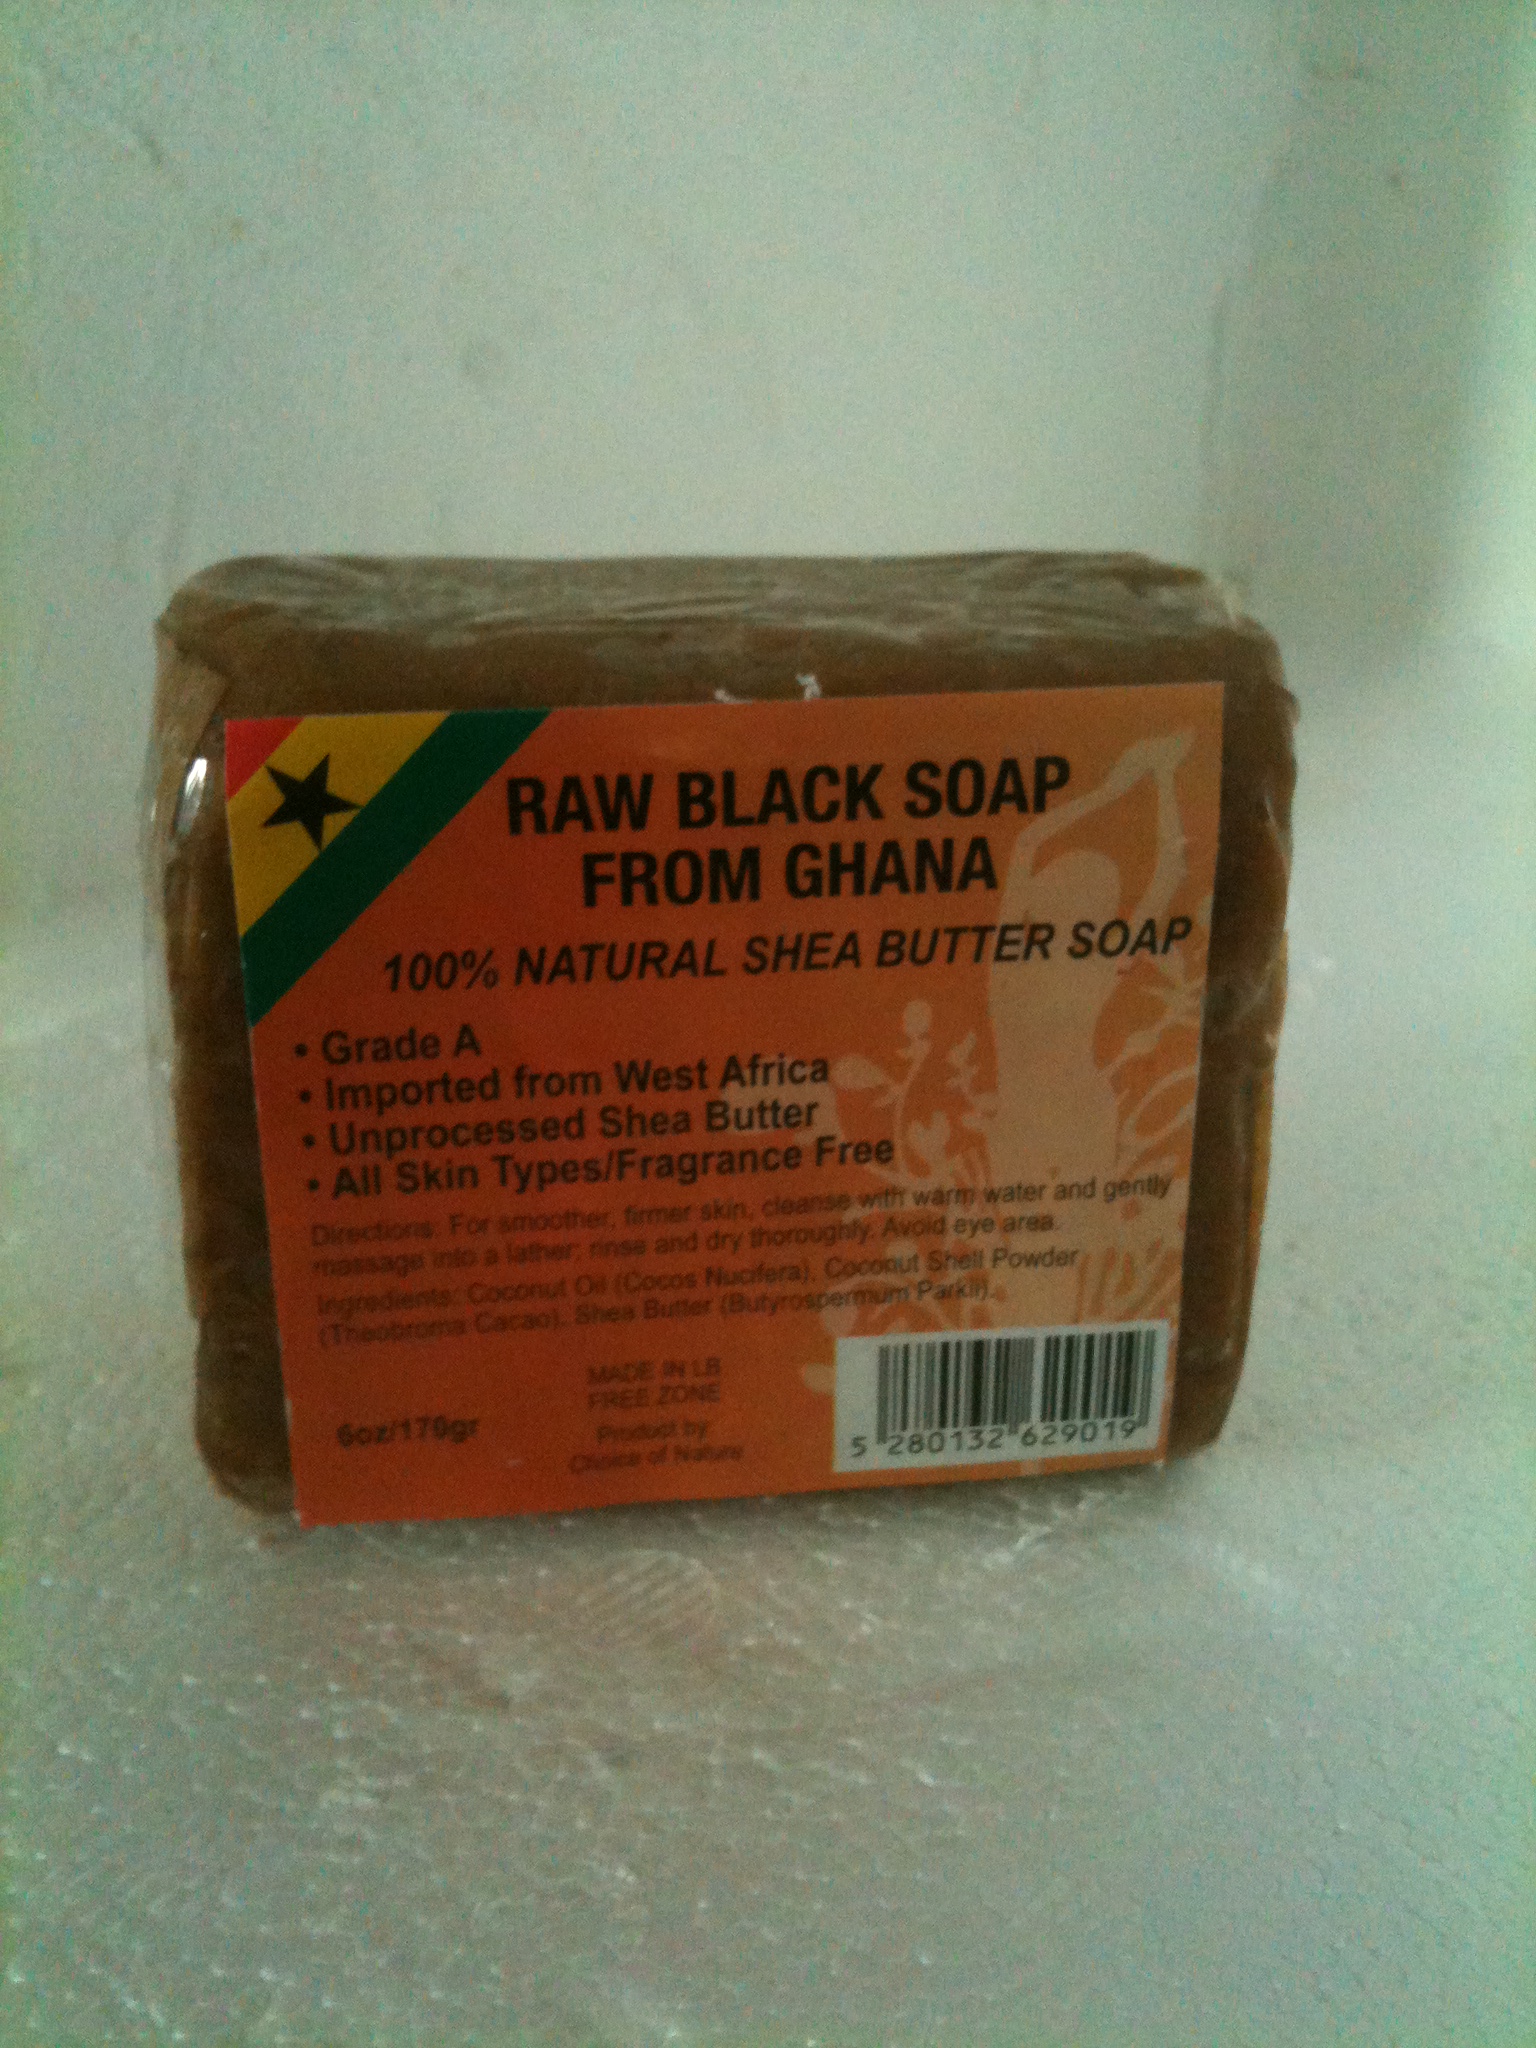 RAW BLACK SOAP
FROM GHANA
100% NATURAL SHEA BUTTER SOAP
• Grade A
• Imported from West Africa
• Unprocessed Shea Butter
• All Skin Types/Fragrance Free
Directions: For smoother, firmer skin, cleanse with warm water and gently
massage into a lather; rinse and dry thoroughly. Avoid eye area.
Ingredients: Coconut Oil (Cocos Nucifera), Coconut Shell Powder
(Theobroma Cacao), Shea Butter (Butyrospermum Parkii).
MADE IN LB
FREE ZONE
6oz/170gr
Product by
Choice of Nature
5 280132 629019